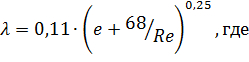 λ = 0,11 · (e + 68/Re)^0,25 , где